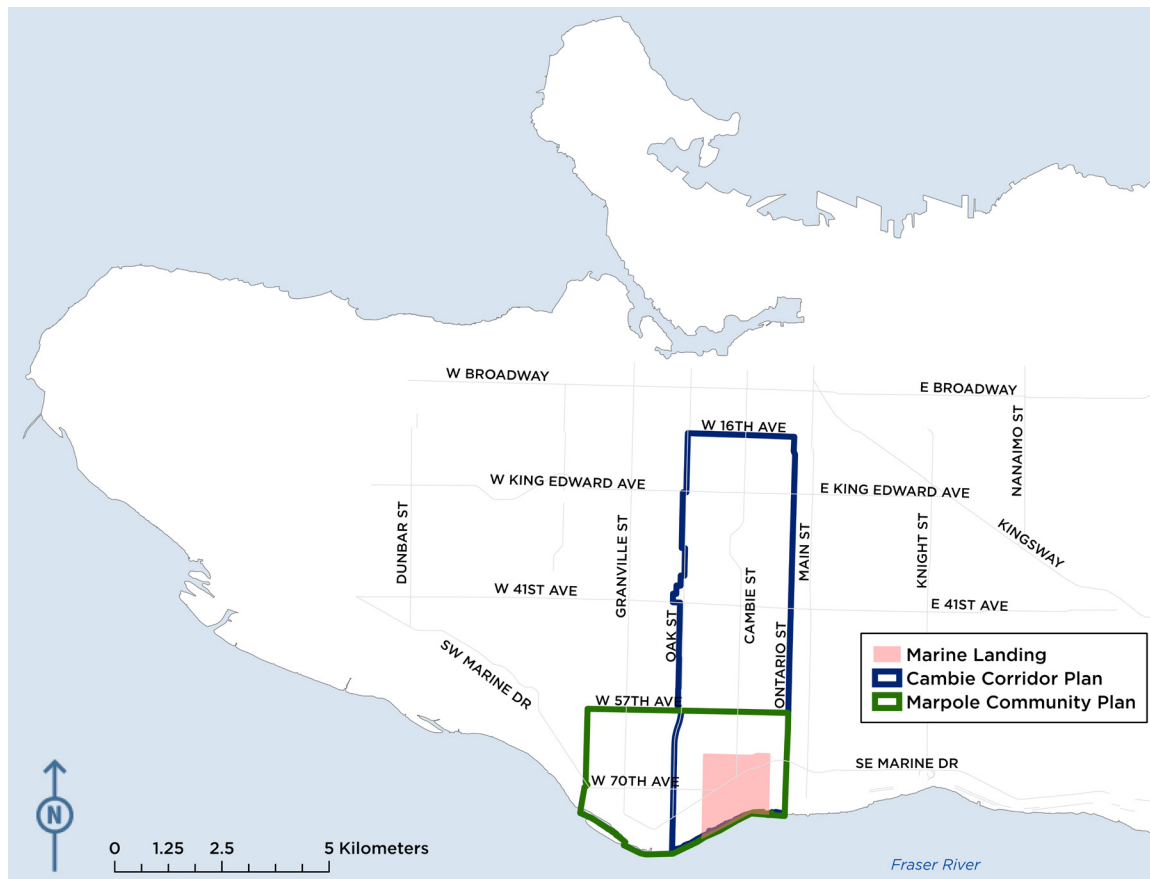 W BROADWAY
E BROADWAY
W 16TH AVE
NANAIMO ST
W KING EDWARD AVE
E KING EDWARD AVE
DUNBAR ST
GRANVILLE ST
MAIN ST
KNIGHT ST
KINGSWAY
W 41ST AVE
CAMBIE ST
E 41ST AVE
OAK ST
ONTARIO ST
SW MARINE DR
Marine Landing
Cambie Corridor Plan
Marpole Community Plan
W 57TH AVE
SE MARINE DR
W 70TH AVE
N
0 1.25 2.5 5 Kilometers
Fraser River